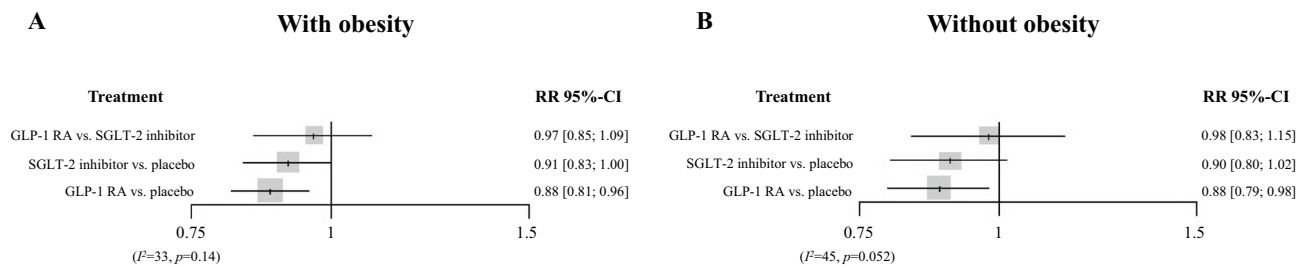 A With obesity
Treatment RR 95%-CI
GLP-1 RA vs. SGLT-2 inhibitor 0.97 [0.85; 1.09]
SGLT-2 inhibitor vs. placebo 0.91 [0.83; 1.00]
GLP-1 RA vs. placebo 0.88 [0.81; 0.96]
0.75 1 1.5
(I²=33, p=0.14)
B Without obesity
Treatment RR 95%-CI
GLP-1 RA vs. SGLT-2 inhibitor 0.98 [0.83; 1.15]
SGLT-2 inhibitor vs. placebo 0.90 [0.80; 1.02]
GLP-1 RA vs. placebo 0.88 [0.79; 0.98]
0.75 1 1.5
(I²=45, p=0.052)